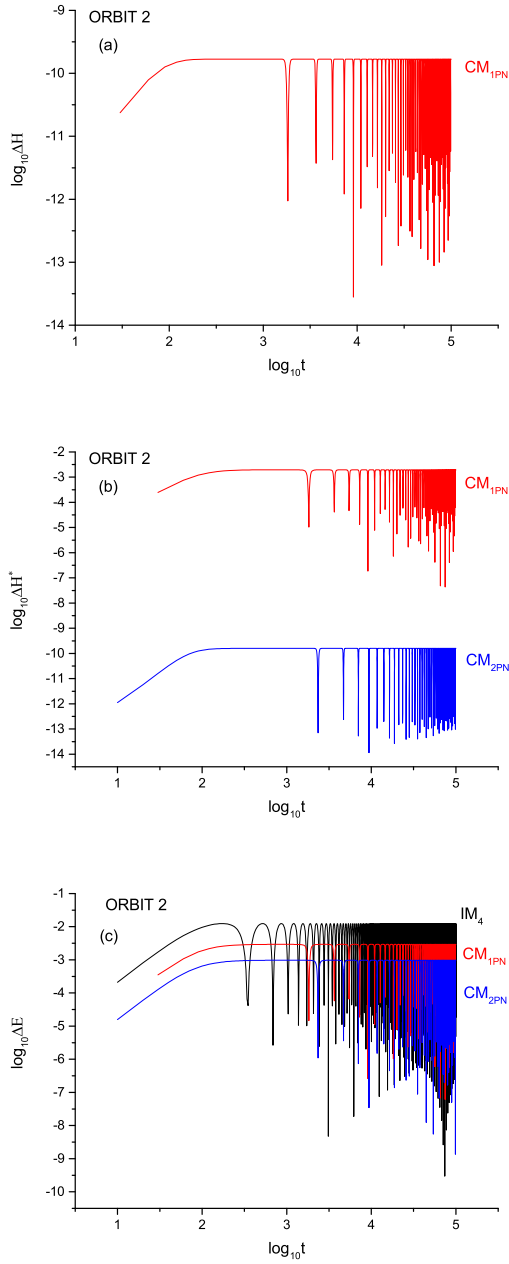 ORBIT 2
(a)
CM1PN
log10ΔH
-9
-10
-11
-12
-13
-14
0
1
2
3
4
5
log10t
ORBIT 2
(b)
CM1PN
CM2PN
log10ΔH*
-2
-3
-4
-5
-6
-7
-8
-9
-10
-11
-12
-13
-14
1
2
3
4
5
log10t
ORBIT 2
(c)
IM4
CM1PN
CM2PN
log10ΔE
-1
-2
-3
-4
-5
-6
-7
-8
-9
-10
1
2
3
4
5
log10t